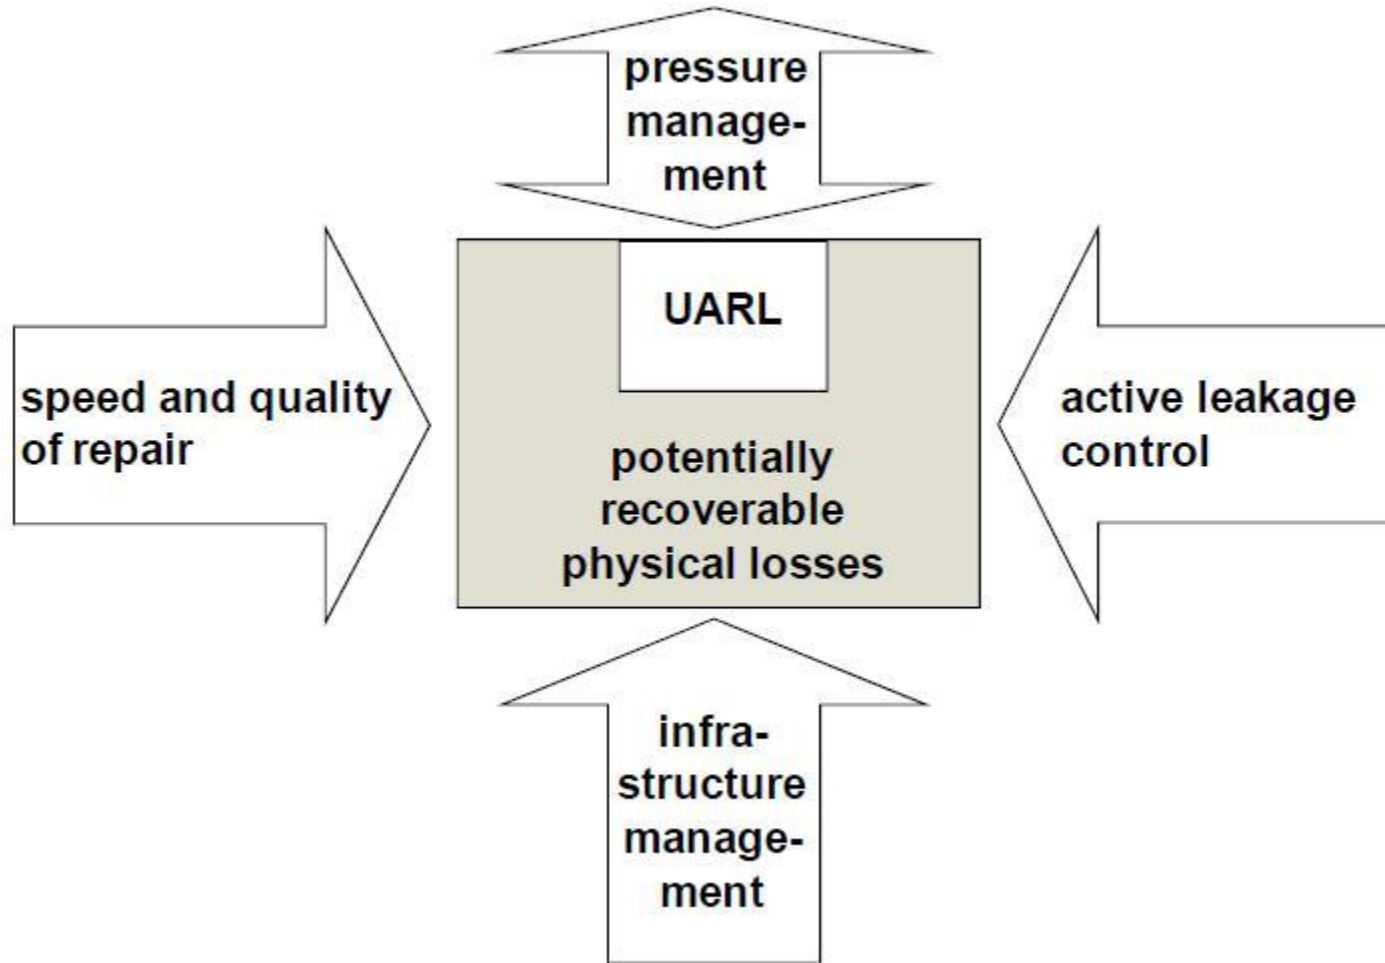 pressure
manage-
ment
UARL
speed and quality
of repair
active leakage
control
potentially
recoverable
physical losses
infra-
structure
manage-
ment